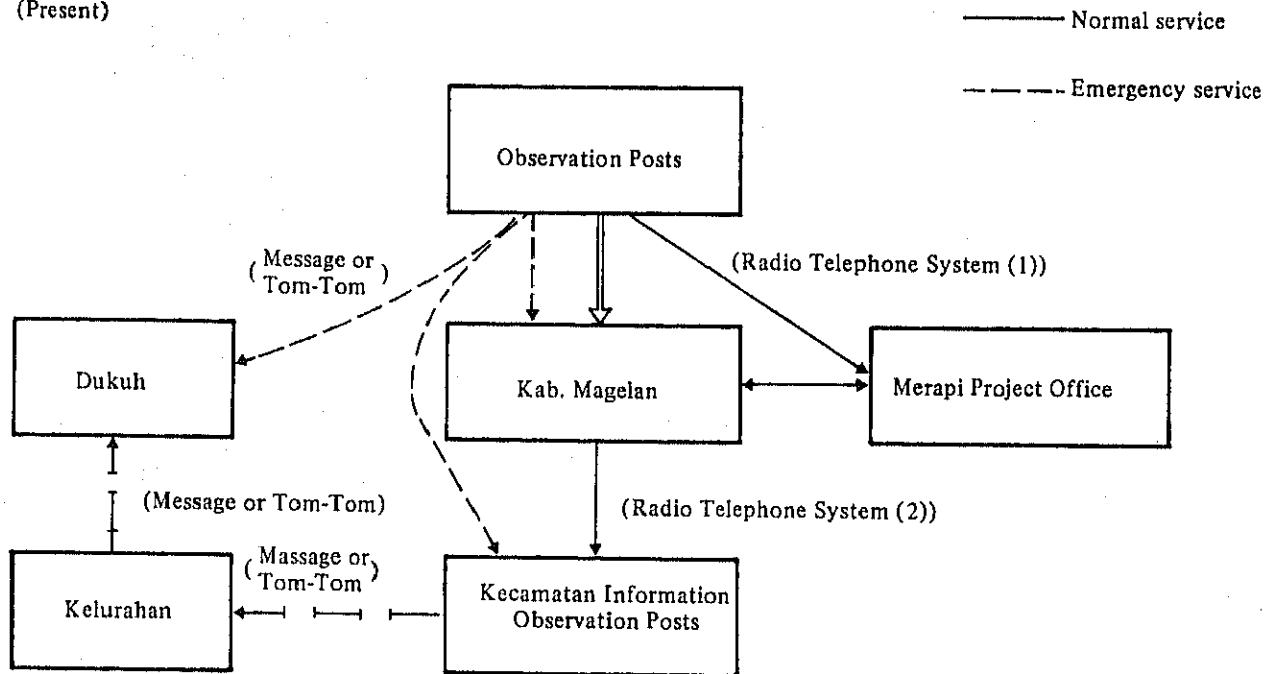 (Present)
Normal service
Emergency service
Observation Posts
(Message or
Tom-Tom)
(Radio Telephone System (1))
Dukuh
Kab. Magelan
Merapi Project Office
(Message or Tom-Tom)
(Radio Telephone System (2))
(Massage or
Tom-Tom)
Kelurahan
Kecamatan Information
Observation Posts